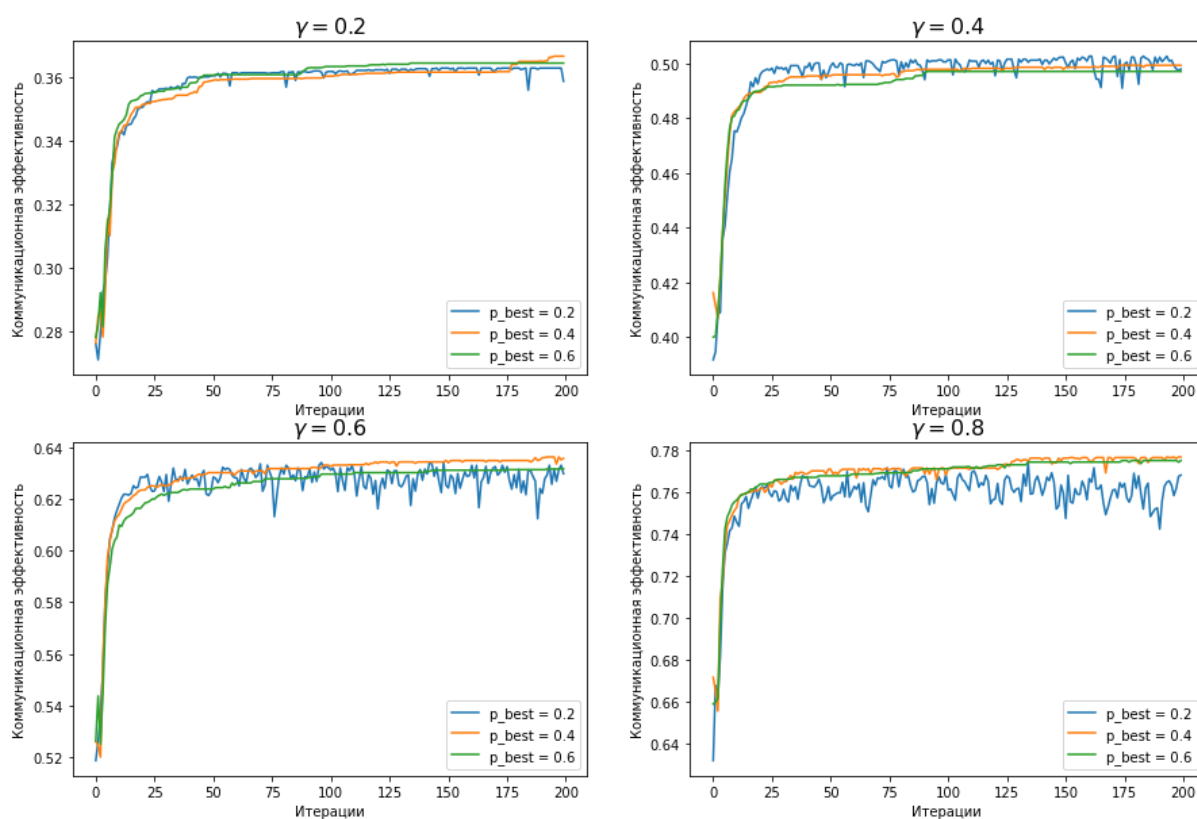 γ = 0.2
Коммуникационная эффективность
0.36
0.34
0.32
0.30
0.28
0 25 50 75 100 125 150 175 200
Итерации
p_best = 0.2
p_best = 0.4
p_best = 0.6
γ = 0.4
Коммуникационная эффективность
0.50
0.48
0.46
0.44
0.42
0.40
0 25 50 75 100 125 150 175 200
Итерации
p_best = 0.2
p_best = 0.4
p_best = 0.6
γ = 0.6
Коммуникационная эффективность
0.64
0.62
0.60
0.58
0.56
0.54
0.52
0 25 50 75 100 125 150 175 200
Итерации
p_best = 0.2
p_best = 0.4
p_best = 0.6
γ = 0.8
Коммуникационная эффективность
0.78
0.76
0.74
0.72
0.70
0.68
0.66
0.64
0 25 50 75 100 125 150 175 200
Итерации
p_best = 0.2
p_best = 0.4
p_best = 0.6